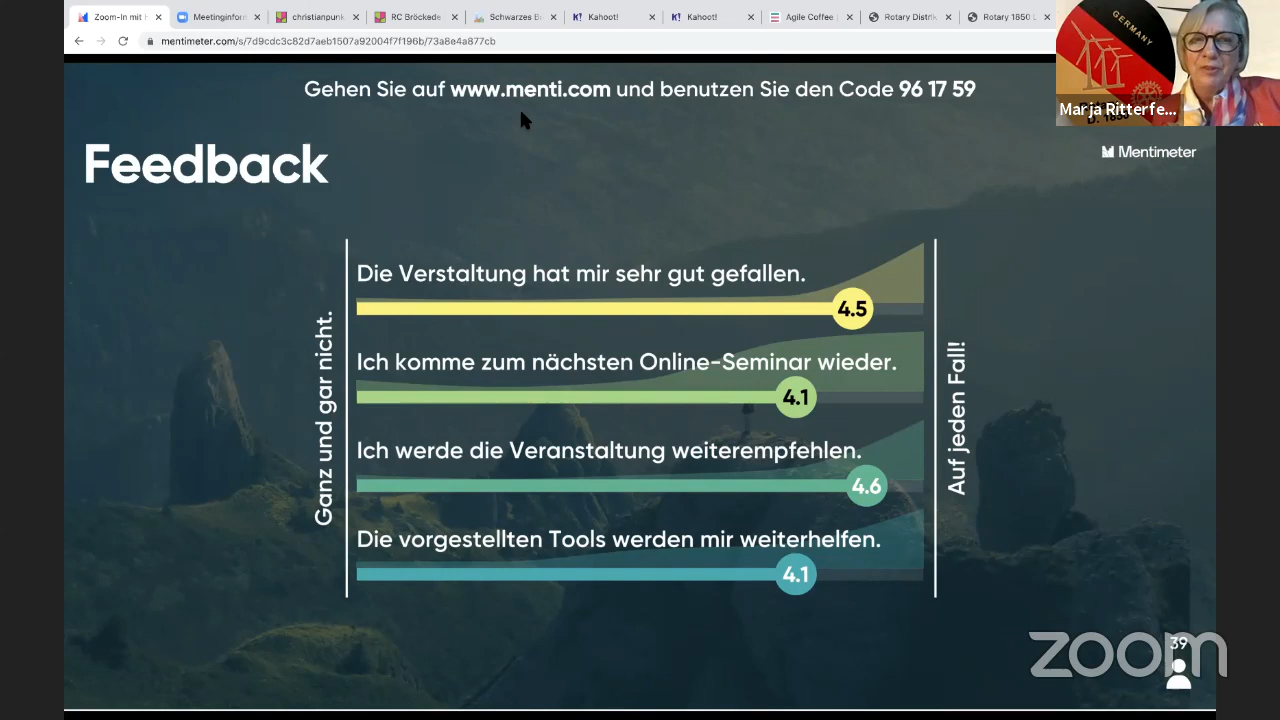 Zoom-In mit H
Meetinginform
christianpunk
RC Bröckede
Schwarzes Be
Kahoot!
Kahoot!
Agile Coffee
Rotary Distrik
Rotary 1850 L
mentimeter.com/s/7d9cdc3c82d7aeb1507a92004f7f196b/73a8e4a877cb
GERMANY
Marja Ritterfe...
Gehen Sie auf www.menti.com und benutzen Sie den Code 96 17 59
Mentimeter
Feedback
Ganz und gar nicht.
Die Verstaltung hat mir sehr gut gefallen.
4.5
Ich komme zum nächsten Online-Seminar wieder.
4.1
Ich werde die Veranstaltung weiterempfehlen.
4.6
Die vorgestellten Tools werden mir weiterhelfen.
4.1
Auf jeden Fall!
39
zoom